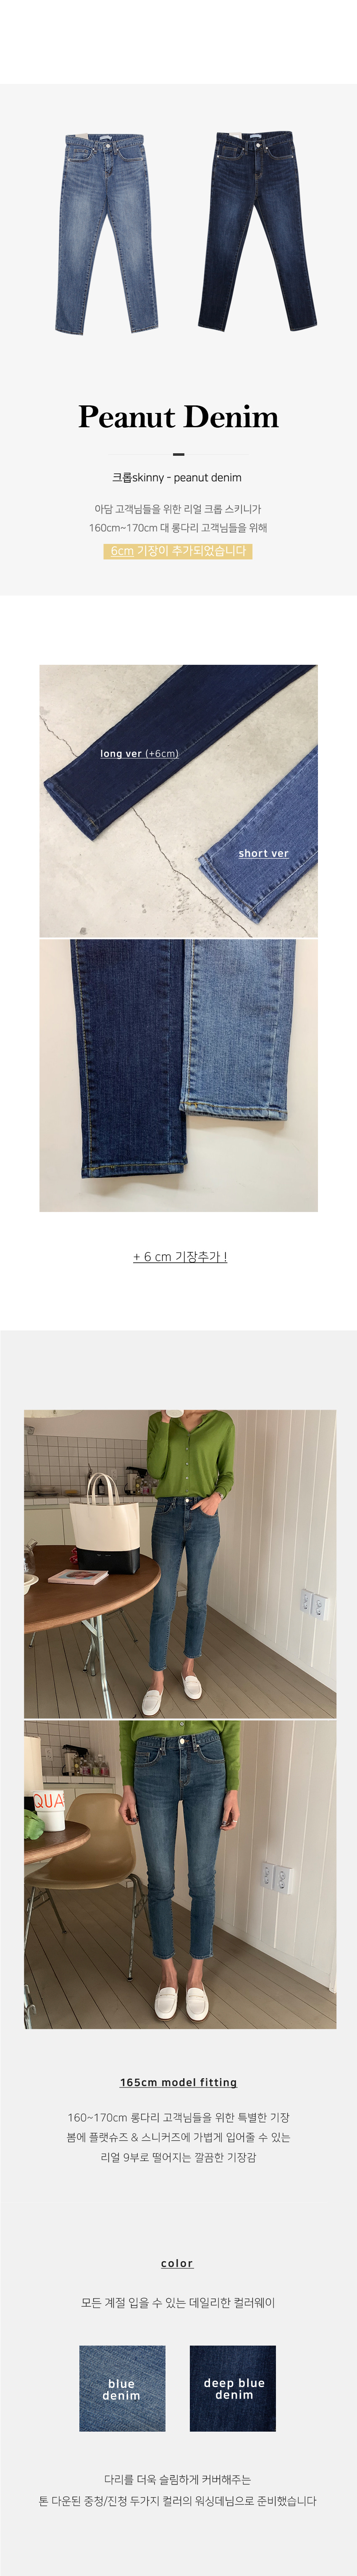 Peanut Denim
크롭skinny - peanut denim
아담 고객님들을 위한 리얼 크롭 스키니가
160cm~170cm 대 롱다리 고객님들을 위해
6cm 기장이 추가되었습니다
long ver (+6cm)
short ver
+ 6 cm 기장추가 !
QUA
165cm model fitting
160~170cm 롱다리 고객님들을 위한 특별한 기장
봄에 플랫슈즈 & 스니커즈에 가볍게 입어줄 수 있는
리얼 9부로 떨어지는 깔끔한 기장감
color
모든 계절 입을 수 있는 데일리한 컬러웨이
blue
denim
deep blue
denim
다리를 더욱 슬림하게 커버해주는
톤 다운된 중청/진청 두가지 컬러의 워싱데님으로 준비했습니다